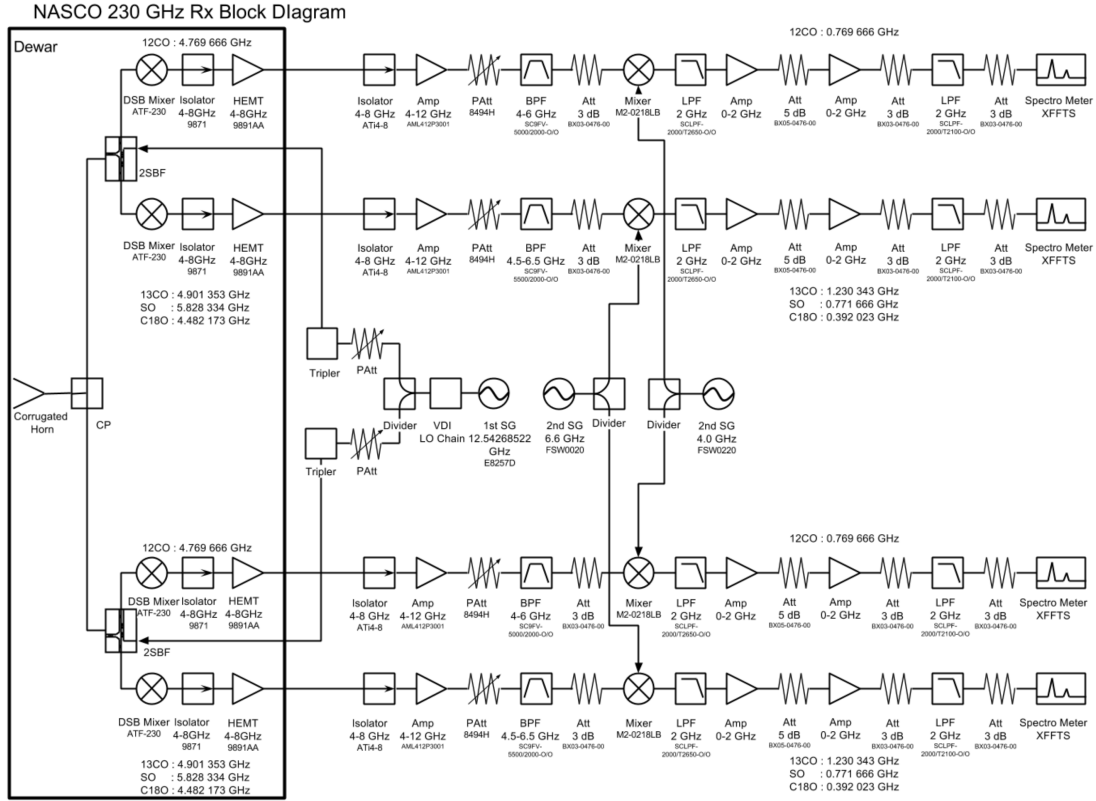 NASCO 230 GHz Rx Block DIagram
Dewar
12CO : 4.769 666 GHz
12CO : 0.769 666 GHz
DSB Mixer Isolator HEMT Isolator Amp PAtt BPF Att Mixer LPF Amp Att Amp Att LPF Att Spectro Meter
ATF-230 4-8GHz 4-8GHz 4-8 GHz 4-12 GHz 8494H 4-6 GHz 3 dB M2-0218LB 2 GHz 0-2 GHz 5 dB 0-2 GHz 3 dB 2 GHz 3 dB XFFTS
9871 9891AA ATi4-8 AML412P3001 SC9FV- BX03-0476-00 SCLPF- BX05-0476-00 BX03-0476-00 SCLPF- BX03-0476-00
5000/2000-O/O 2000/T2650-O/O 2000/T2100-O/O
2SBF
DSB Mixer Isolator HEMT Isolator Amp PAtt BPF Att Mixer LPF Amp Att Amp Att LPF Att Spectro Meter
ATF-230 4-8GHz 4-8GHz 4-8 GHz 4-12 GHz 8494H 4.5-6.5 GHz 3 dB M2-0218LB 2 GHz 0-2 GHz 5 dB 0-2 GHz 3 dB 2 GHz 3 dB XFFTS
9871 9891AA ATi4-8 AML412P3001 SC9FV- BX03-0476-00 SCLPF- BX05-0476-00 BX03-0476-00 SCLPF- BX03-0476-00
5500/2000-O/O 2000/T2650-O/O 2000/T2100-O/O
13CO : 4.901 353 GHz
SO : 5.828 334 GHz
C18O : 4.482 173 GHz
13CO : 1.230 343 GHz
SO : 0.771 666 GHz
C18O : 0.392 023 GHz
Tripler PAtt
Corrugated
Horn
CP
Divider VDI 1st SG 2nd SG Divider Divider 2nd SG
LO Chain 12.54268522 6.6 GHz 4.0 GHz
GHz FSW0020 FSW0220
E8257D
Tripler PAtt
12CO : 4.769 666 GHz
12CO : 0.769 666 GHz
DSB Mixer Isolator HEMT Isolator Amp PAtt BPF Att Mixer LPF Amp Att Amp Att LPF Att Spectro Meter
ATF-230 4-8GHz 4-8GHz 4-8 GHz 4-12 GHz 8494H 4-6 GHz 3 dB M2-0218LB 2 GHz 0-2 GHz 5 dB 0-2 GHz 3 dB 2 GHz 3 dB XFFTS
9871 9891AA ATi4-8 AML412P3001 SC9FV- BX03-0476-00 SCLPF- BX05-0476-00 BX03-0476-00 SCLPF- BX03-0476-00
5000/2000-O/O 2000/T2650-O/O 2000/T2100-O/O
2SBF
DSB Mixer Isolator HEMT Isolator Amp PAtt BPF Att Mixer LPF Amp Att Amp Att LPF Att Spectro Meter
ATF-230 4-8GHz 4-8GHz 4-8 GHz 4-12 GHz 8494H 4.5-6.5 GHz 3 dB M2-0218LB 2 GHz 0-2 GHz 5 dB 0-2 GHz 3 dB 2 GHz 3 dB XFFTS
9871 9891AA ATi4-8 AML412P3001 SC9FV- BX03-0476-00 SCLPF- BX05-0476-00 BX03-0476-00 SCLPF- BX03-0476-00
5500/2000-O/O 2000/T2650-O/O 2000/T2100-O/O
13CO : 4.901 353 GHz
SO : 5.828 334 GHz
C18O : 4.482 173 GHz
13CO : 1.230 343 GHz
SO : 0.771 666 GHz
C18O : 0.392 023 GHz